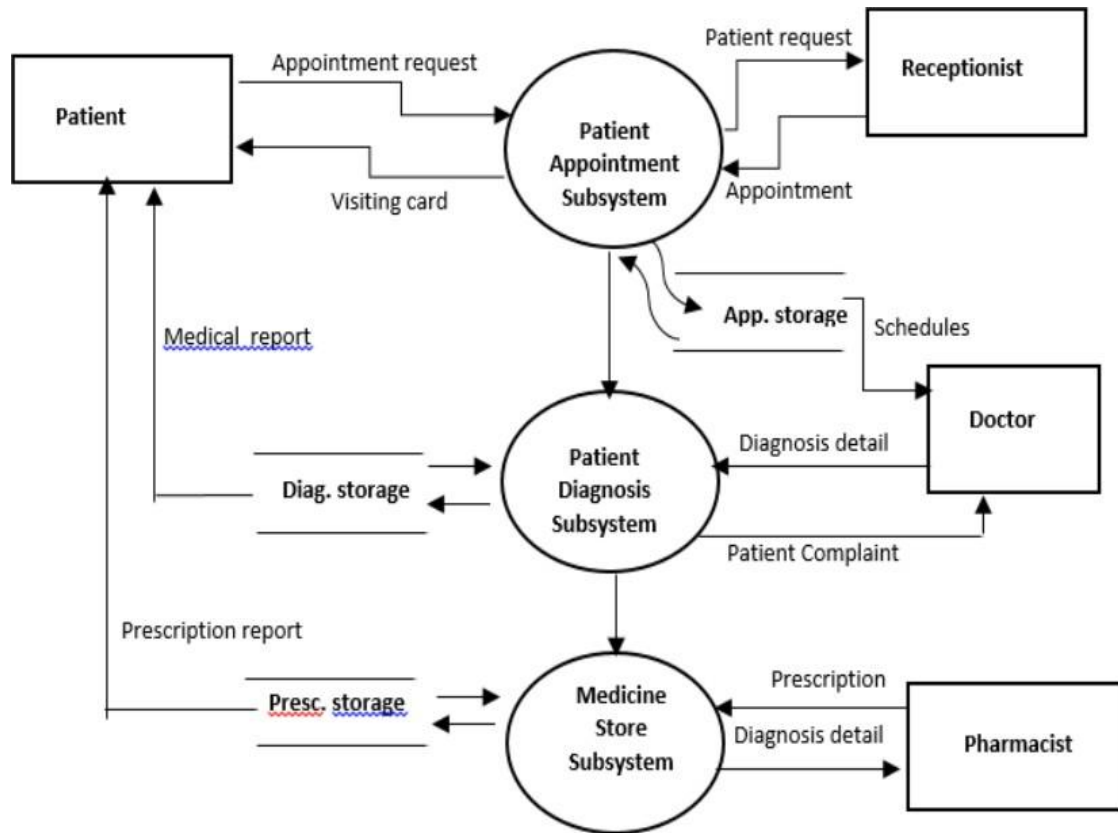 Patient request
Appointment request
Receptionist
Patient
Patient
Appointment
Subsystem
Visiting card
Appointment
App. storage
Schedules
Medical  report
Doctor
Diagnosis detail
Patient
Diagnosis
Subsystem
Diag. storage
Patient Complaint
Prescription report
Prescription
Medicine
Store
Subsystem
Presc. storage
Diagnosis detail
Pharmacist